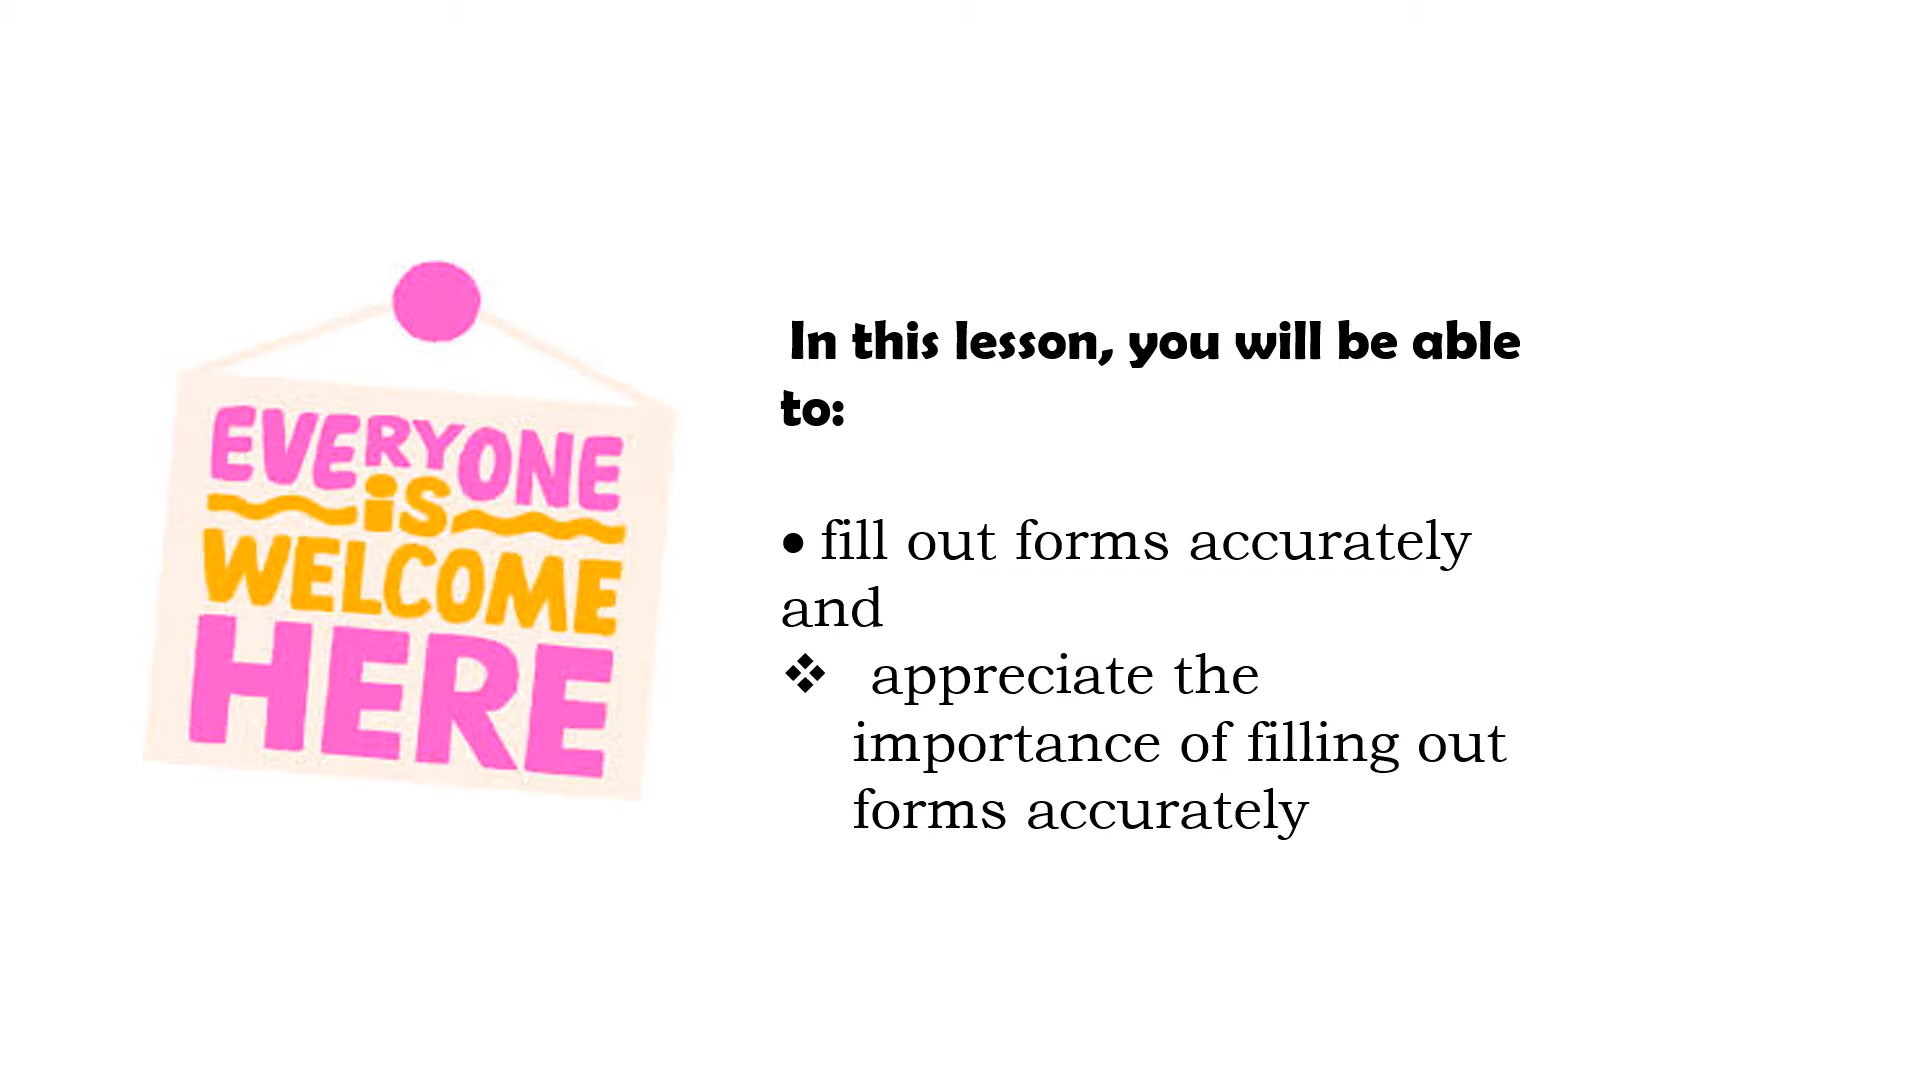 EVERYONE
is
WELCOME
HERE
In this lesson, you will be able
to:
• fill out forms accurately
and
❖ appreciate the
importance of filling out
forms accurately